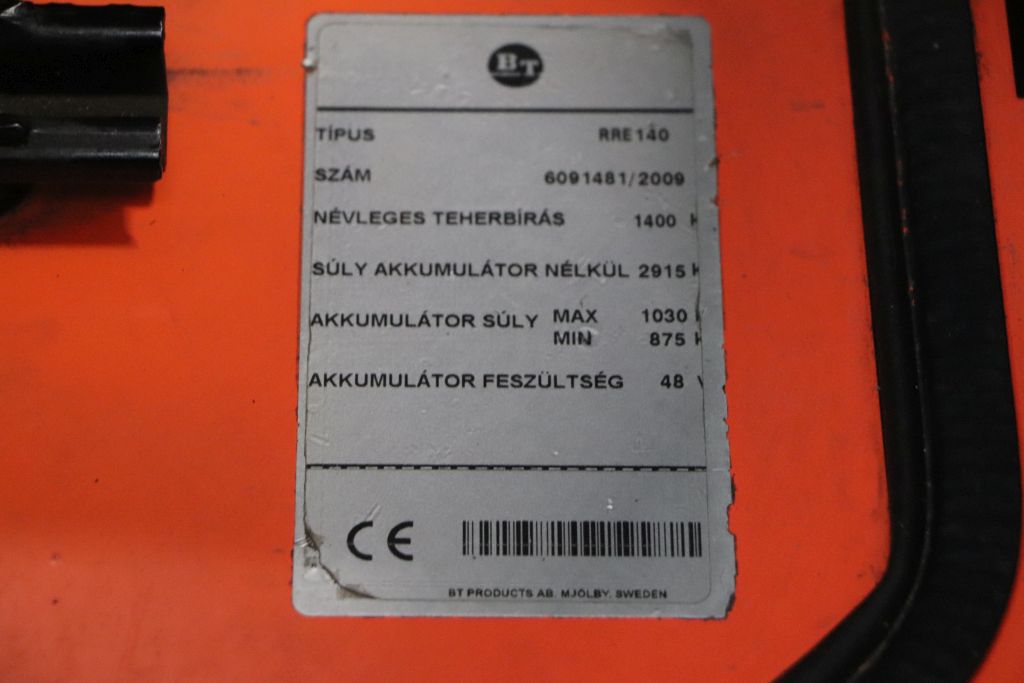 BT
TÍPUS RRE140
SZÁM 6091481/2009
NÉVLEGES TEHERBÍRÁS 1400 k
SÚLY AKKUMULÁTOR NÉLKÜL 2915 k
AKKUMULÁTOR SÚLY MAX 1030
MIN 875 k
AKKUMULÁTOR FESZÜLTSÉG 48 V
CE
BT PRODUCTS AB. MJÖLBY. SWEDEN